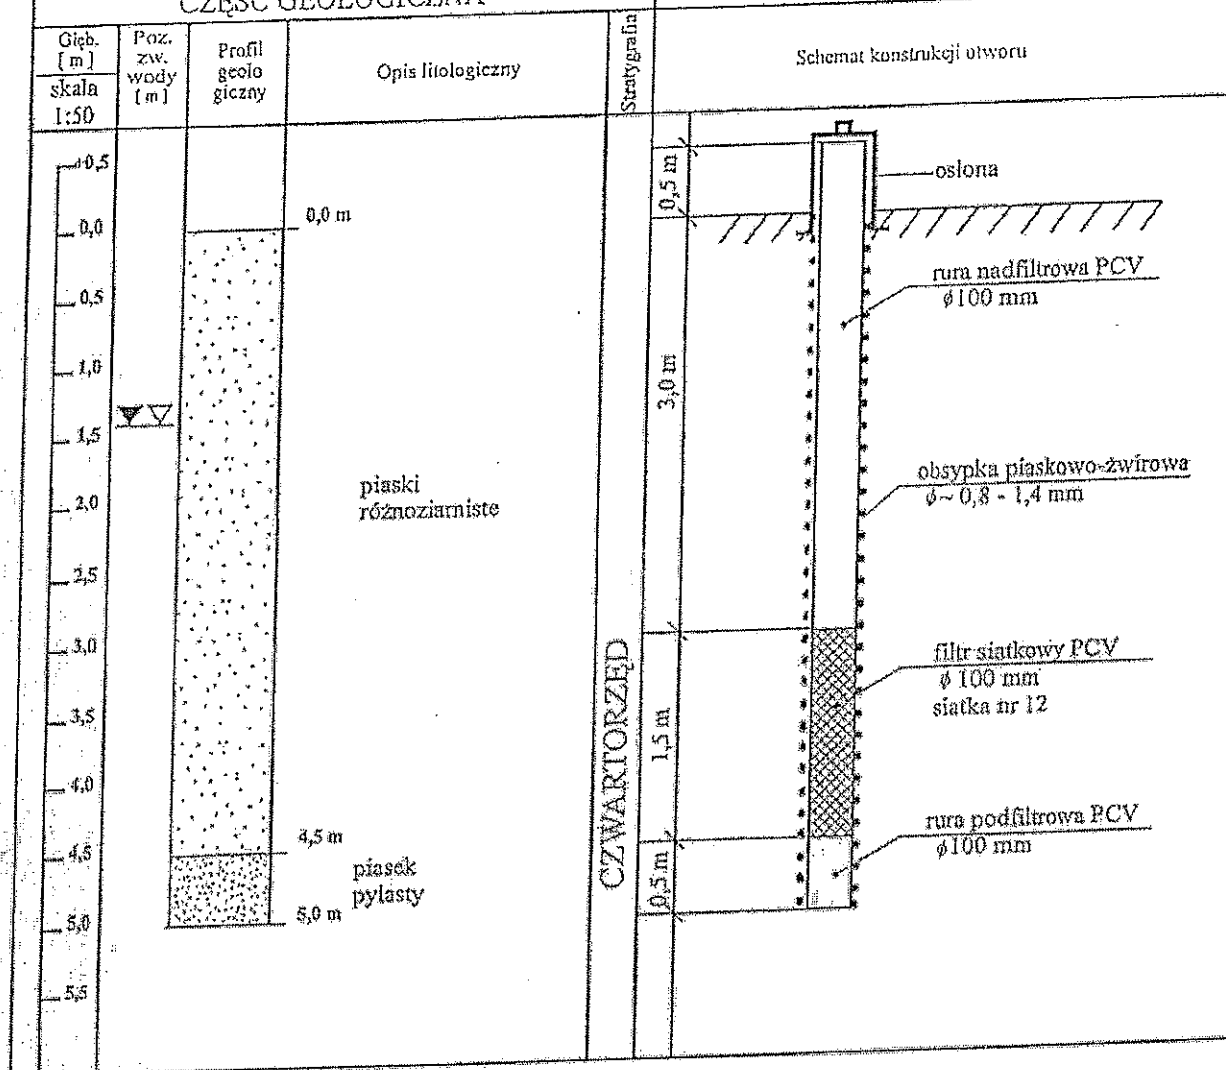 CZĘŚĆ GEOLOGICZNA
Głęb.
[ m ]
skala
1:50
Poz.
zw.
wody
[ m ]
Profil
geolo
giczny
Opis litologiczny
Stratygrafia
Schemat konstrukcji otworu
+0,5
0,0
0,5
1,0
1,5
2,0
2,5
3,0
3,5
4,0
4,5
5,0
5,5
0,0 m
4,5 m
5,0 m
piaski
różnoziarniste
piasek
pylasty
CZWARTORZĘD
0,5 m
3,0 m
1,5 m
0,5 m
osłona
rura nadfiltrowa PCV
ϕ100 mm
obsypka piaskowo-żwirowa
ϕ~ 0,8 - 1,4 mm
filtr siatkowy PCV
ϕ 100 mm
siatka nr 12
rura podfiltrowa PCV
ϕ100 mm